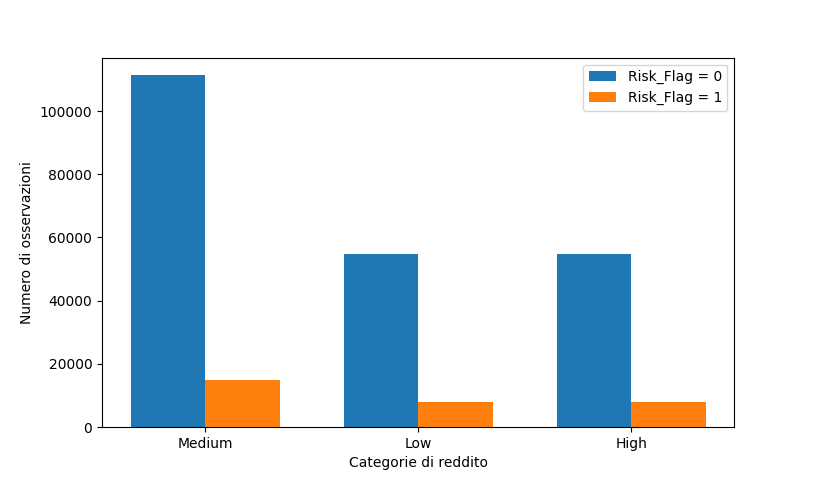 Risk_Flag = 0
Risk_Flag = 1
Numero di osservazioni
100000
80000
60000
40000
20000
0
Medium
Low
High
Categorie di reddito